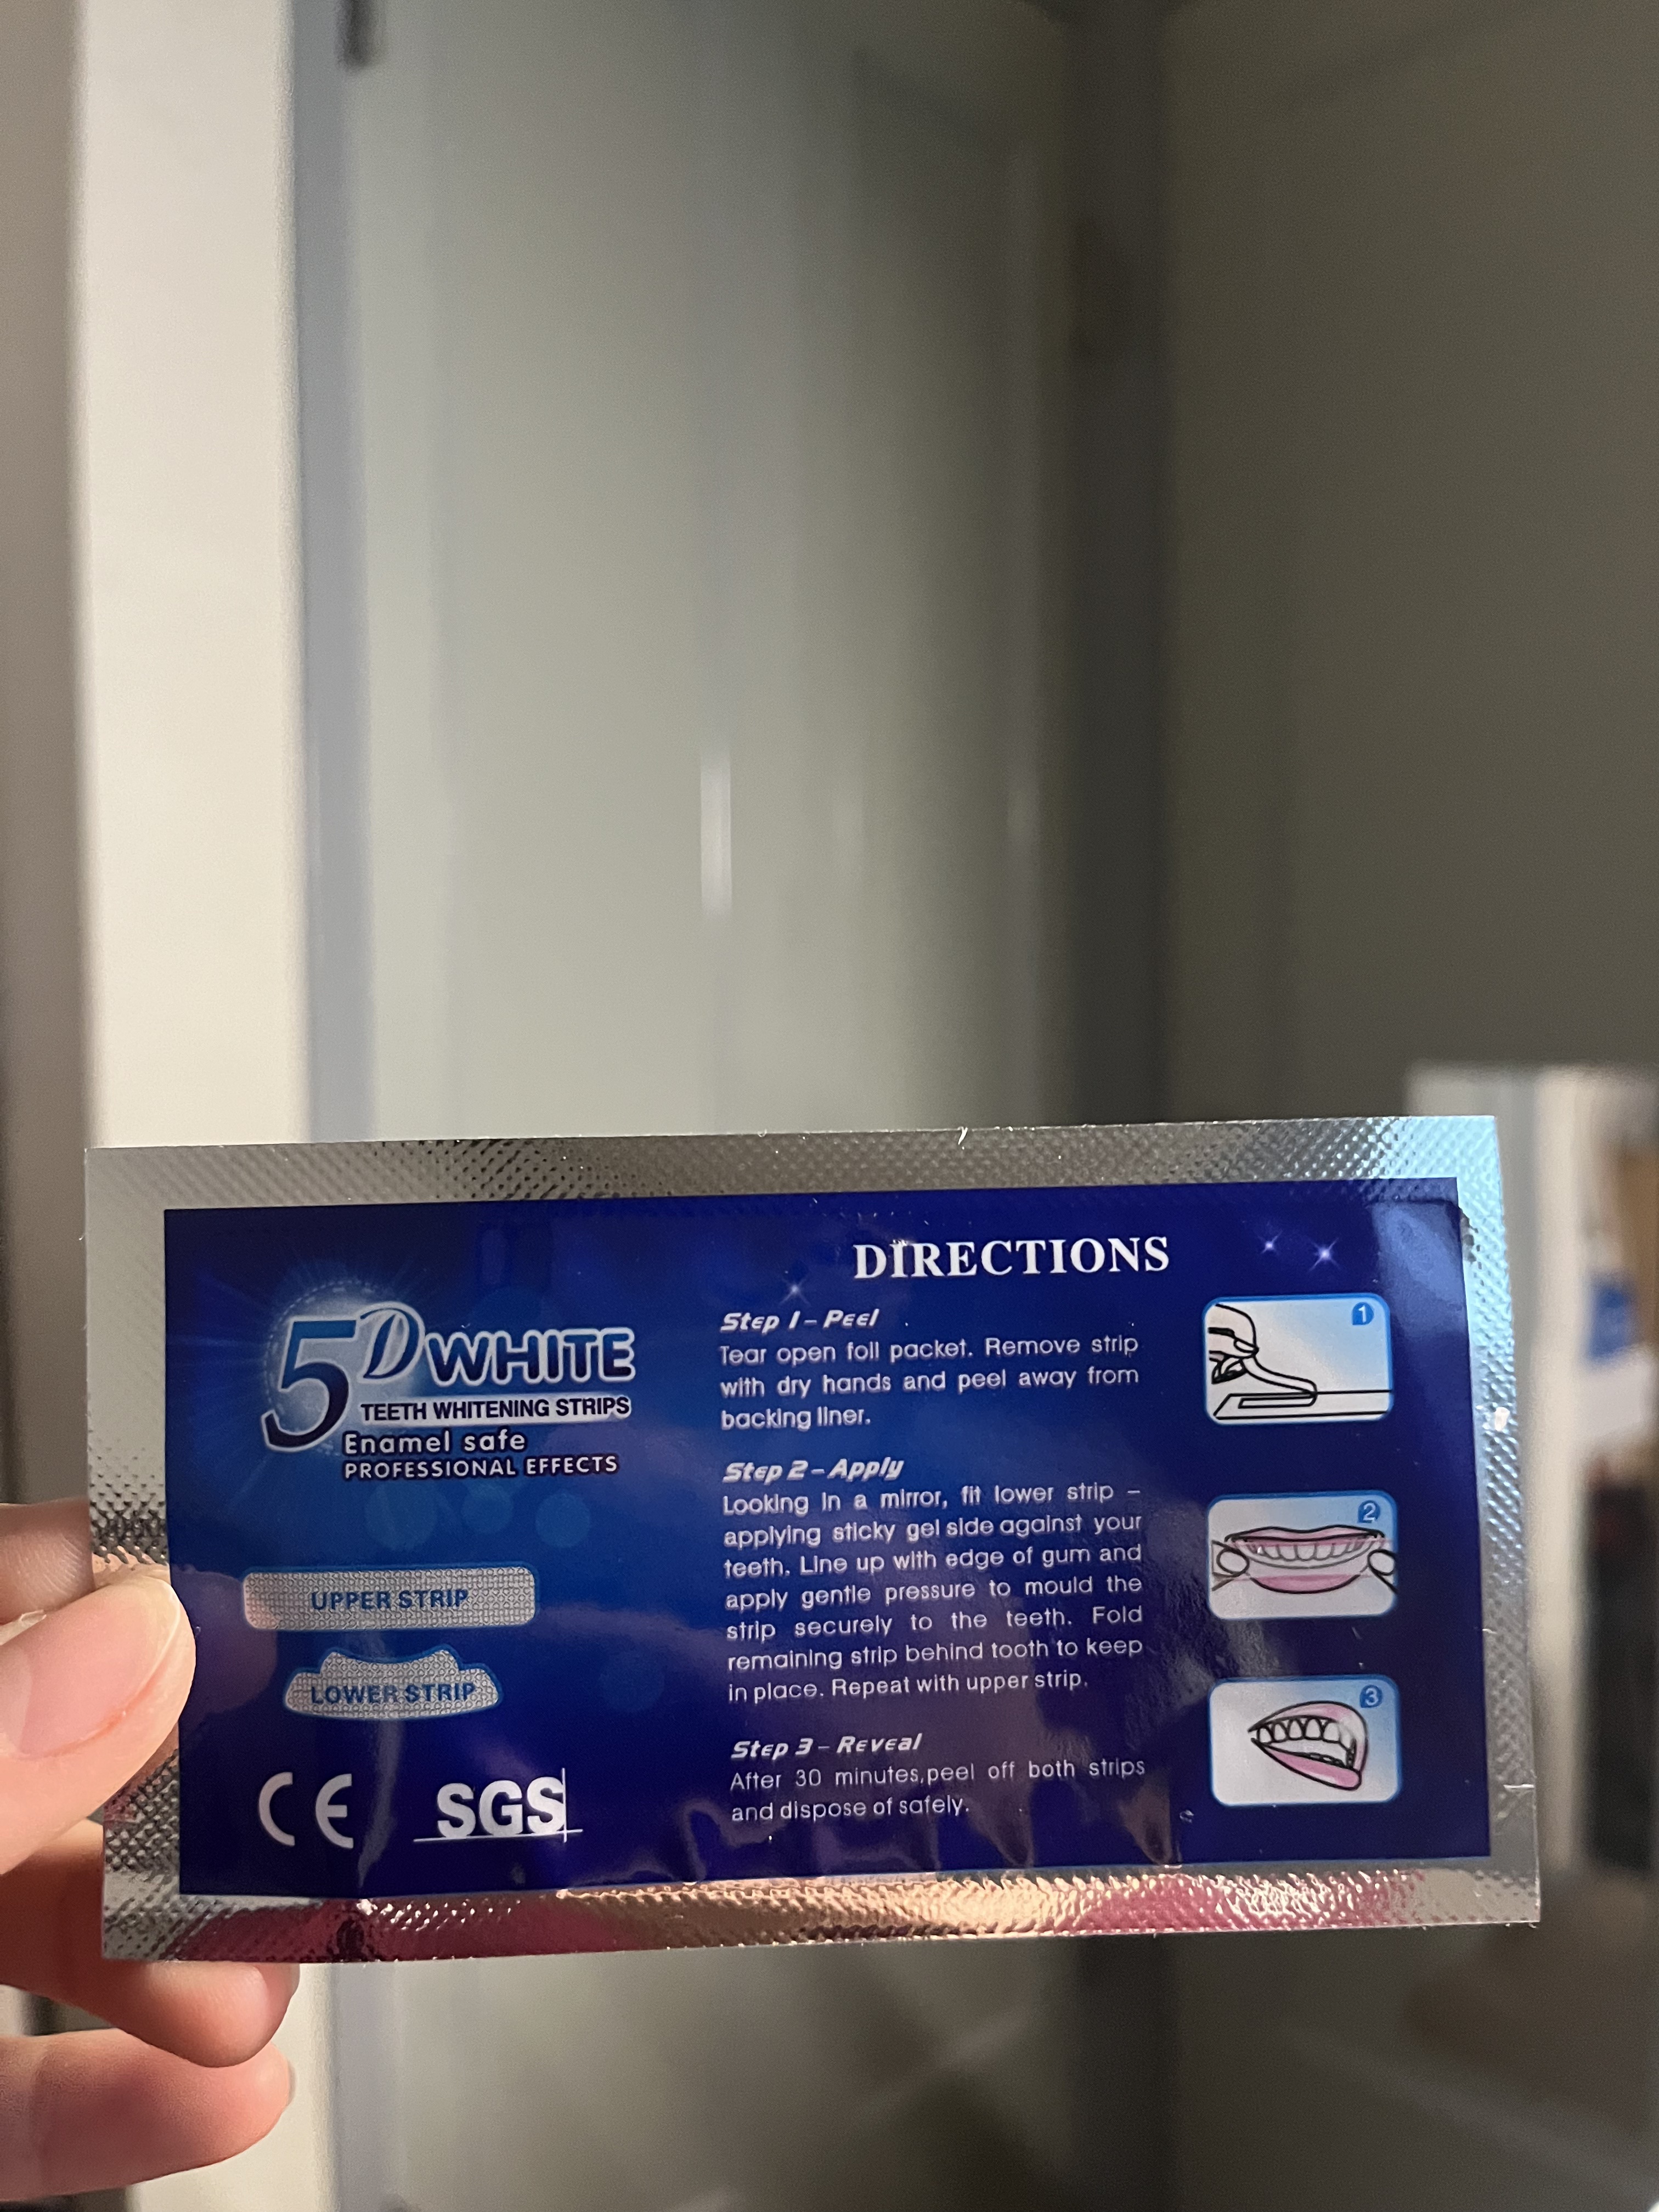 5D WHITE
TEETH WHITENING STRIPS
Enamel safe
PROFESSIONAL EFFECTS
UPPER STRIP
LOWER STRIP
CE SGS
DIRECTIONS
Step 1 - Peel
Tear open foil packet. Remove strip
with dry hands and peel away from
backing liner.
Step 2 - Apply
Looking in a mirror, fit lower strip –
applying sticky gel side against your
teeth. Line up with edge of gum and
apply gentle pressure to mould the
strip securely to the teeth. Fold
remaining strip behind tooth to keep
in place. Repeat with upper strip.
Step 3 - Reveal
After 30 minutes,peel off both strips
and dispose of safely.
1
2
3